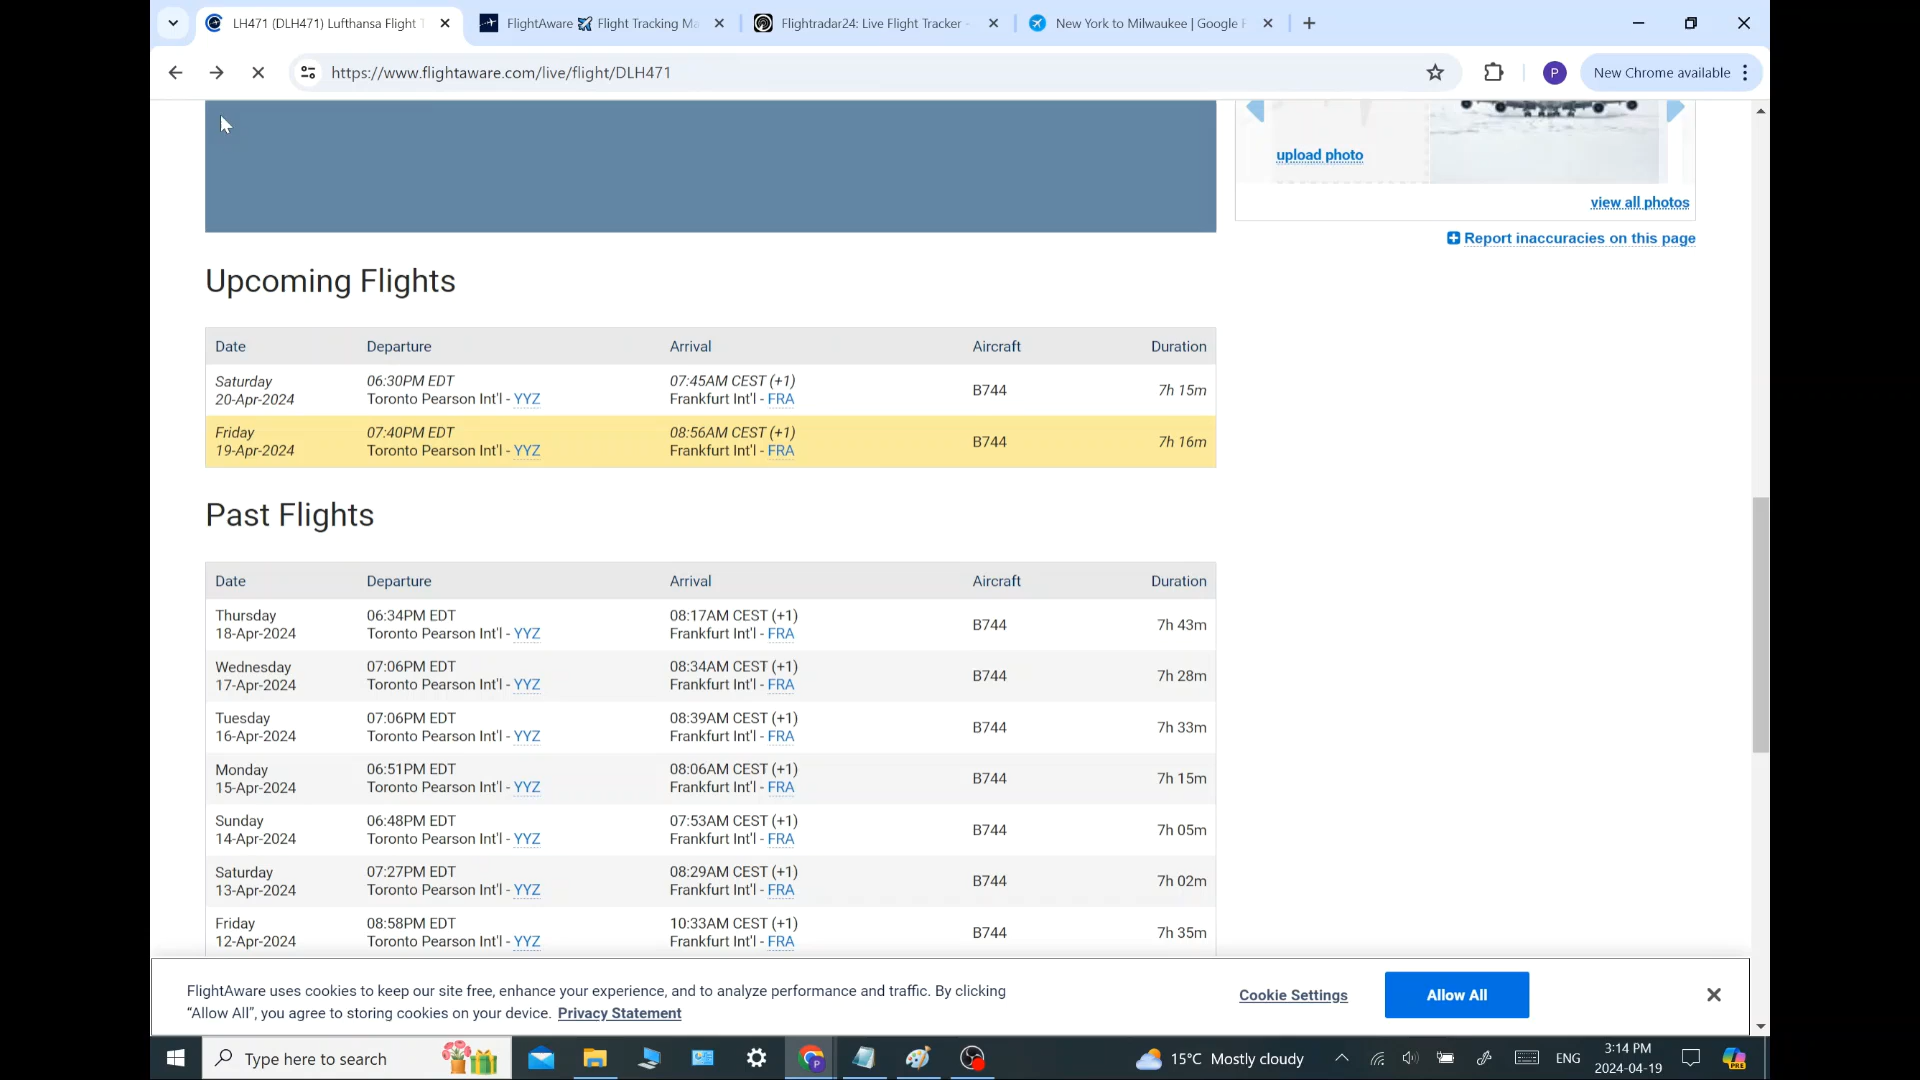 LH471 (DLH471) Lufthansa Flight
FlightAware Flight Tracking Ma
Flightradar24: Live Flight Tracker -
New York to Milwaukee | Google F
https://www.flightaware.com/live/flight/DLH471
P
New Chrome available
upload photo
view all photos
Report inaccuracies on this page
Upcoming Flights
Date Departure Arrival Aircraft Duration
Saturday 06:30PM EDT 07:45AM CEST (+1)
20-Apr-2024 Toronto Pearson Int'l - YYZ Frankfurt Int'l - FRA B744 7h 15m
Friday 07:40PM EDT 08:56AM CEST (+1)
19-Apr-2024 Toronto Pearson Int'l - YYZ Frankfurt Int'l - FRA B744 7h 16m
Past Flights
Date Departure Arrival Aircraft Duration
Thursday 06:34PM EDT 08:17AM CEST (+1)
18-Apr-2024 Toronto Pearson Int'l - YYZ Frankfurt Int'l - FRA B744 7h 43m
Wednesday 07:06PM EDT 08:34AM CEST (+1)
17-Apr-2024 Toronto Pearson Int'l - YYZ Frankfurt Int'l - FRA B744 7h 28m
Tuesday 07:06PM EDT 08:39AM CEST (+1)
16-Apr-2024 Toronto Pearson Int'l - YYZ Frankfurt Int'l - FRA B744 7h 33m
Monday 06:51PM EDT 08:06AM CEST (+1)
15-Apr-2024 Toronto Pearson Int'l - YYZ Frankfurt Int'l - FRA B744 7h 15m
Sunday 06:48PM EDT 07:53AM CEST (+1)
14-Apr-2024 Toronto Pearson Int'l - YYZ Frankfurt Int'l - FRA B744 7h 05m
Saturday 07:27PM EDT 08:29AM CEST (+1)
13-Apr-2024 Toronto Pearson Int'l - YYZ Frankfurt Int'l - FRA B744 7h 02m
Friday 08:58PM EDT 10:33AM CEST (+1)
12-Apr-2024 Toronto Pearson Int'l - YYZ Frankfurt Int'l - FRA B744 7h 35m
FlightAware uses cookies to keep our site free, enhance your experience, and to analyze performance and traffic. By clicking
“Allow All”, you agree to storing cookies on your device. Privacy Statement
Cookie Settings
Allow All
Type here to search
15°C Mostly cloudy
ENG
3:14 PM
2024-04-19